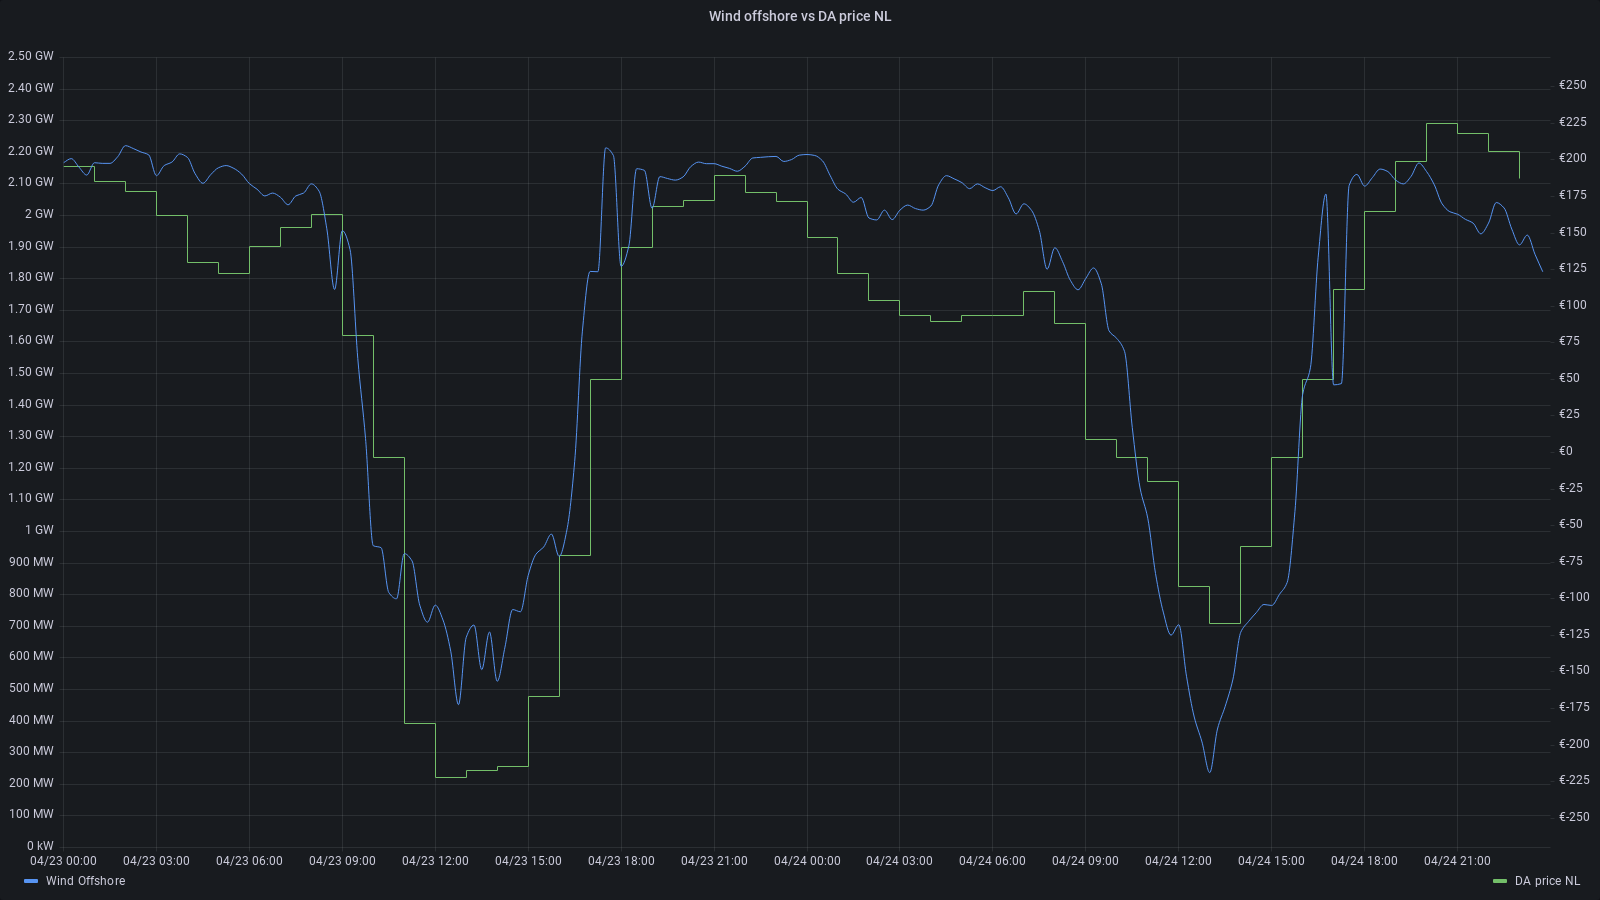 Wind offshore vs DA price NL
2.50 GW
2.40 GW
2.30 GW
2.20 GW
2.10 GW
2 GW
1.90 GW
1.80 GW
1.70 GW
1.60 GW
1.50 GW
1.40 GW
1.30 GW
1.20 GW
1.10 GW
1 GW
900 MW
800 MW
700 MW
600 MW
500 MW
400 MW
300 MW
200 MW
100 MW
0 kW
€250
€225
€200
€175
€150
€125
€100
€75
€50
€25
€0
€-25
€-50
€-75
€-100
€-125
€-150
€-175
€-200
€-225
€-250
04/23 00:00 04/23 03:00 04/23 06:00 04/23 09:00 04/23 12:00 04/23 15:00 04/23 18:00 04/23 21:00 04/24 00:00 04/24 03:00 04/24 06:00 04/24 09:00 04/24 12:00 04/24 15:00 04/24 18:00 04/24 21:00
Wind Offshore
DA price NL